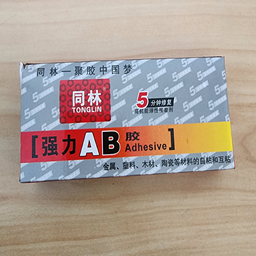 同林一聚胶中国梦
同林
TONGLIN
5分钟修复
[强力AB胶]
Adhesive
金属、塑料、木材、陶瓷等材料的自粘和互粘